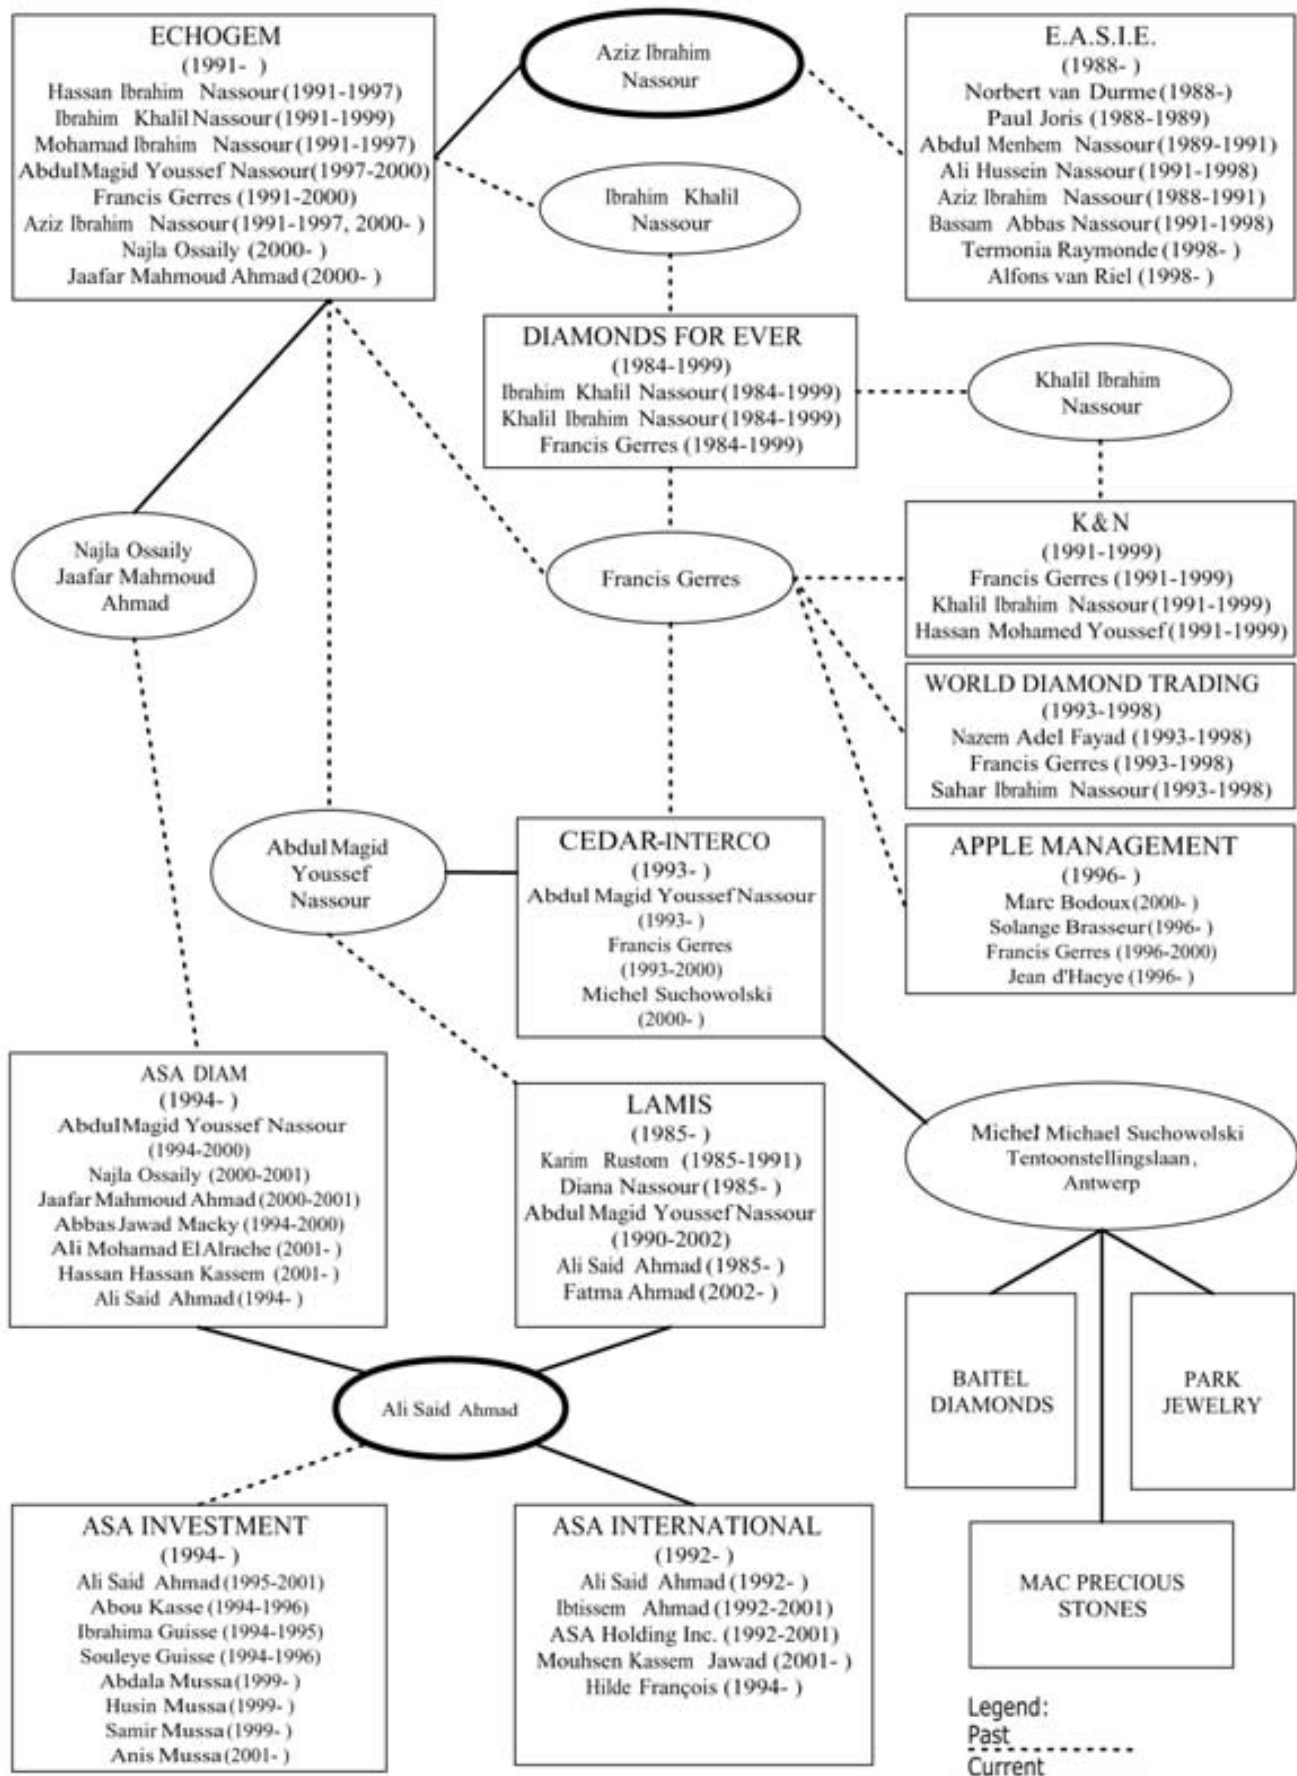 ECHOGEM
(1991- )
Hassan Ibrahim Nassour (1991-1997)
Ibrahim Khalil Nassour (1991-1999)
Mohamad Ibrahim Nassour (1991-1997)
Abdul Magid Youssef Nassour (1997-2000)
Francis Gerres (1991-2000)
Aziz Ibrahim Nassour (1991-1997, 2000- )
Najla Ossaily (2000- )
Jaafar Mahmoud Ahmad (2000- )
Aziz Ibrahim
Nassour
E.A.S.I.E.
(1988- )
Norbert van Durme (1988-)
Paul Joris (1988-1989)
Abdul Menhem Nassour (1989-1991)
Ali Hussein Nassour (1991-1998)
Aziz Ibrahim Nassour (1988-1991)
Bassam Abbas Nassour (1991-1998)
Termonia Raymonde (1998- )
Alfons van Riel (1998- )
Ibrahim Khalil
Nassour
DIAMONDS FOR EVER
(1984-1999)
Ibrahim Khalil Nassour (1984-1999)
Khalil Ibrahim Nassour (1984-1999)
Francis Gerres (1984-1999)
Khalil Ibrahim
Nassour
Najla Ossaily
Jaafar Mahmoud
Ahmad
Francis Gerres
K & N
(1991-1999)
Francis Gerres (1991-1999)
Khalil Ibrahim Nassour (1991-1999)
Hassan Mohamed Youssef (1991-1999)
WORLD DIAMOND TRADING
(1993-1998)
Nazem Adel Fayad (1993-1998)
Francis Gerres (1993-1998)
Sahar Ibrahim Nassour (1993-1998)
Abdul Magid
Youssef
Nassour
CEDAR-INTERCO
(1993- )
Abdul Magid Youssef Nassour
(1993- )
Francis Gerres
(1993-2000)
Michel Suchowolski
(2000- )
APPLE MANAGEMENT
(1996- )
Marc Bodoux (2000- )
Solange Brasseur (1996- )
Francis Gerres (1996-2000)
Jean d'Haeye (1996- )
ASA DIAM
(1994- )
Abdul Magid Youssef Nassour
(1994-2000)
Najla Ossaily (2000-2001)
Jaafar Mahmoud Ahmad (2000-2001)
Abbas Jawad Macky (1994-2000)
Ali Mohamad El Alrache (2001- )
Hassan Hassan Kassem (2001- )
Ali Said Ahmad (1994- )
LAMIS
(1985- )
Karim Rustom (1985-1991)
Diana Nassour (1985- )
Abdul Magid Youssef Nassour
(1990-2002)
Ali Said Ahmad (1985- )
Fatma Ahmad (2002- )
Michel Michael Suchowolski
Tentoonstellingslaan,
Antwerp
Ali Said Ahmad
BAITEL
DIAMONDS
PARK
JEWELRY
ASA INVESTMENT
(1994- )
Ali Said Ahmad (1995-2001)
Abou Kasse (1994-1996)
Ibrahima Guisse (1994-1995)
Souleye Guisse (1994-1996)
Abdala Mussa (1999- )
Husin Mussa (1999- )
Samir Mussa (1999- )
Anis Mussa (2001- )
ASA INTERNATIONAL
(1992- )
Ali Said Ahmad (1992- )
Ibtissem Ahmad (1992-2001)
ASA Holding Inc. (1992-2001)
Mouhsen Kassem Jawad (2001- )
Hilde François (1994- )
MAC PRECIOUS
STONES
Legend:
Past
Current